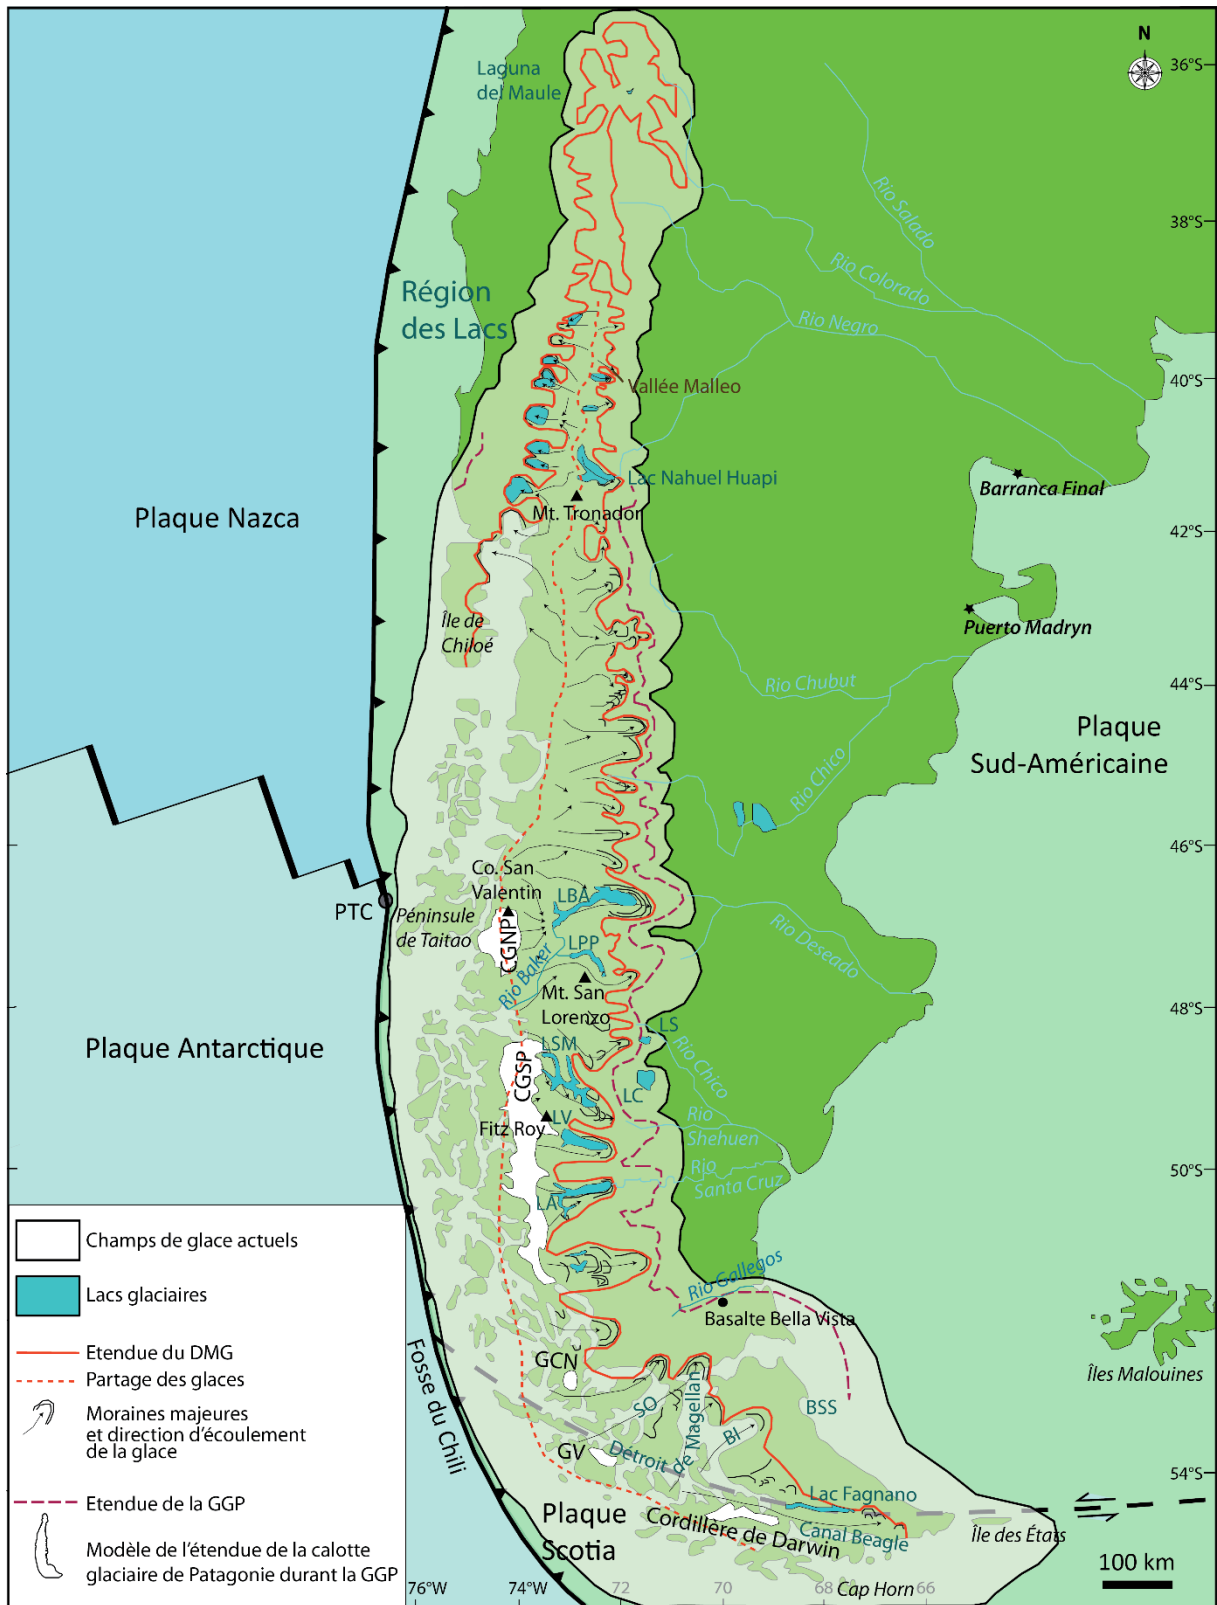 N
36°S
Laguna
del Maule
Rio Salado
38°S
Rio Colorado
Région
des Lacs
Rio Negro
40°S
Vallée Malleo
Lac Nahuel Huapi
Barranca Final
Mt. Tronador
Plaque Nazca
42°S
Île de
Chiloé
Puerto Madryn
Rio Chubut
44°S
Plaque
Sud-Américaine
Rio Chico
46°S
Co. San
Valentin
LBA
PTC
Péninsule
de Taitao
CGNP
LPP
Rio Baker
Rio Deseado
Mt. San
Lorenzo
48°S
Plaque Antarctique
LS
LSM
Rio Chico
CGSP
LC
Fitz Roy
LV
Rio
Shehuen
50°S
Rio
Santa Cruz
LAC
Champs de glace actuels
Lacs glaciaires
Rio Gallegos
Basalte Bella Vista
Etendue du DMG
Partage des glaces
Moraines majeures
et direction d'écoulement
de la glace
Fosse du Chili
GCN
SO
Détroit de Magellan
BI
BSS
Îles Malouines
GV
54°S
Etendue de la GGP
Lac Fagnano
Plaque
Scotia
Cordillère de Darwin
Canal Beagle
Île des États
Modèle de l'étendue de la calotte
glaciaire de Patagonie durant la GGP
100 km
76°W
74°W
72
70
68
66
Cap Horn